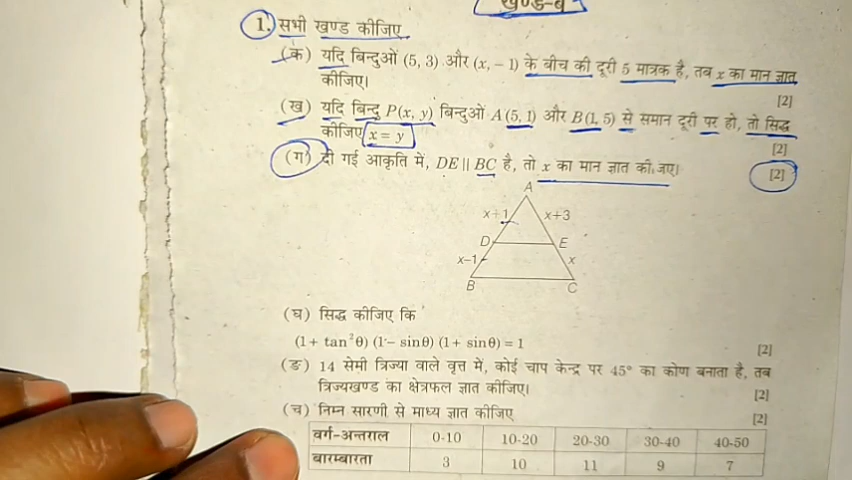 खण्ड-ब
1. सभी खण्ड कीजिए
(क) यदि बिन्दुओं (5, 3) और (x, – 1) के बीच की दूरी 5 मात्रक है, तब x का मान ज्ञात
कीजिए। [2]
(ख) यदि बिन्दु P(x, y) बिन्दुओं A(5, 1) और B(1, 5) से समान दूरी पर हो, तो सिद्ध
कीजिए x = y [2]
(ग) दी गई आकृति में, DE || BC है, तो x का मान ज्ञात कीजिए। [2]
A
x+1 x+3
D E
x–1 x
B C
(घ) सिद्ध कीजिए कि
(1 + tan²θ) (1 – sinθ) (1 + sinθ) = 1 [2]
(ङ) 14 सेमी त्रिज्या वाले वृत्त में, कोई चाप केन्द्र पर 45° का कोण बनाता है, तब
त्रिज्यखण्ड का क्षेत्रफल ज्ञात कीजिए। [2]
(च) निम्न सारणी से माध्य ज्ञात कीजिए [2]
वर्ग-अन्तराल 0-10 10-20 20-30 30-40 40-50
बारम्बारता 3 10 11 9 7